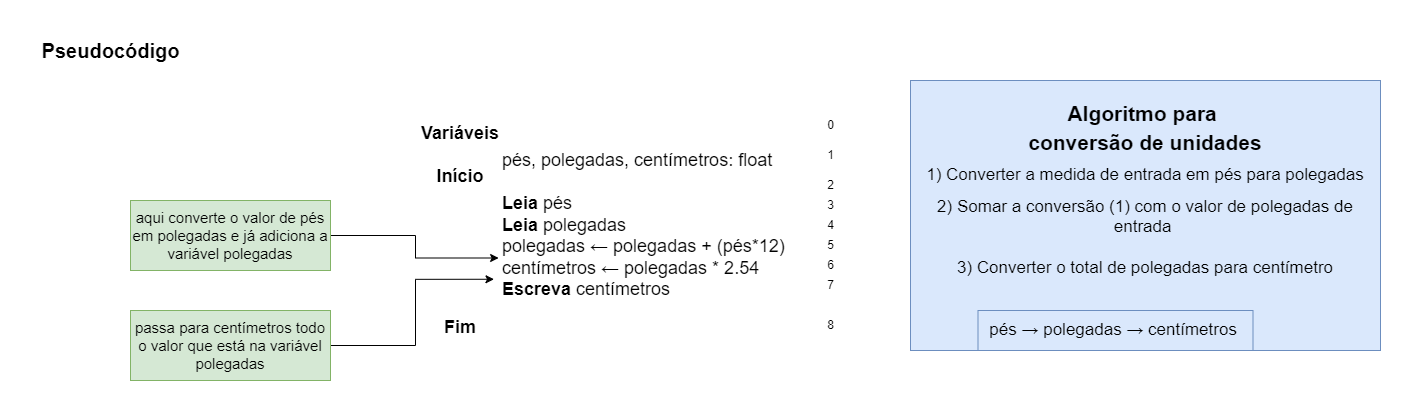 Pseudocódigo
Variáveis
0
pés, polegadas, centímetros: float
1
Início
2
Leia pés
3
Leia polegadas
4
polegadas ← polegadas + (pés*12)
5
centímetros ← polegadas * 2.54
6
Escreva centímetros
7
Fim
8
aqui converte o valor de pés
em polegadas e já adiciona a
variável polegadas
passa para centímetros todo
o valor que está na variável
polegadas
Algoritmo para
conversão de unidades
1) Converter a medida de entrada em pés para polegadas
2) Somar a conversão (1) com o valor de polegadas de
entrada
3) Converter o total de polegadas para centímetro
pés → polegadas → centímetros